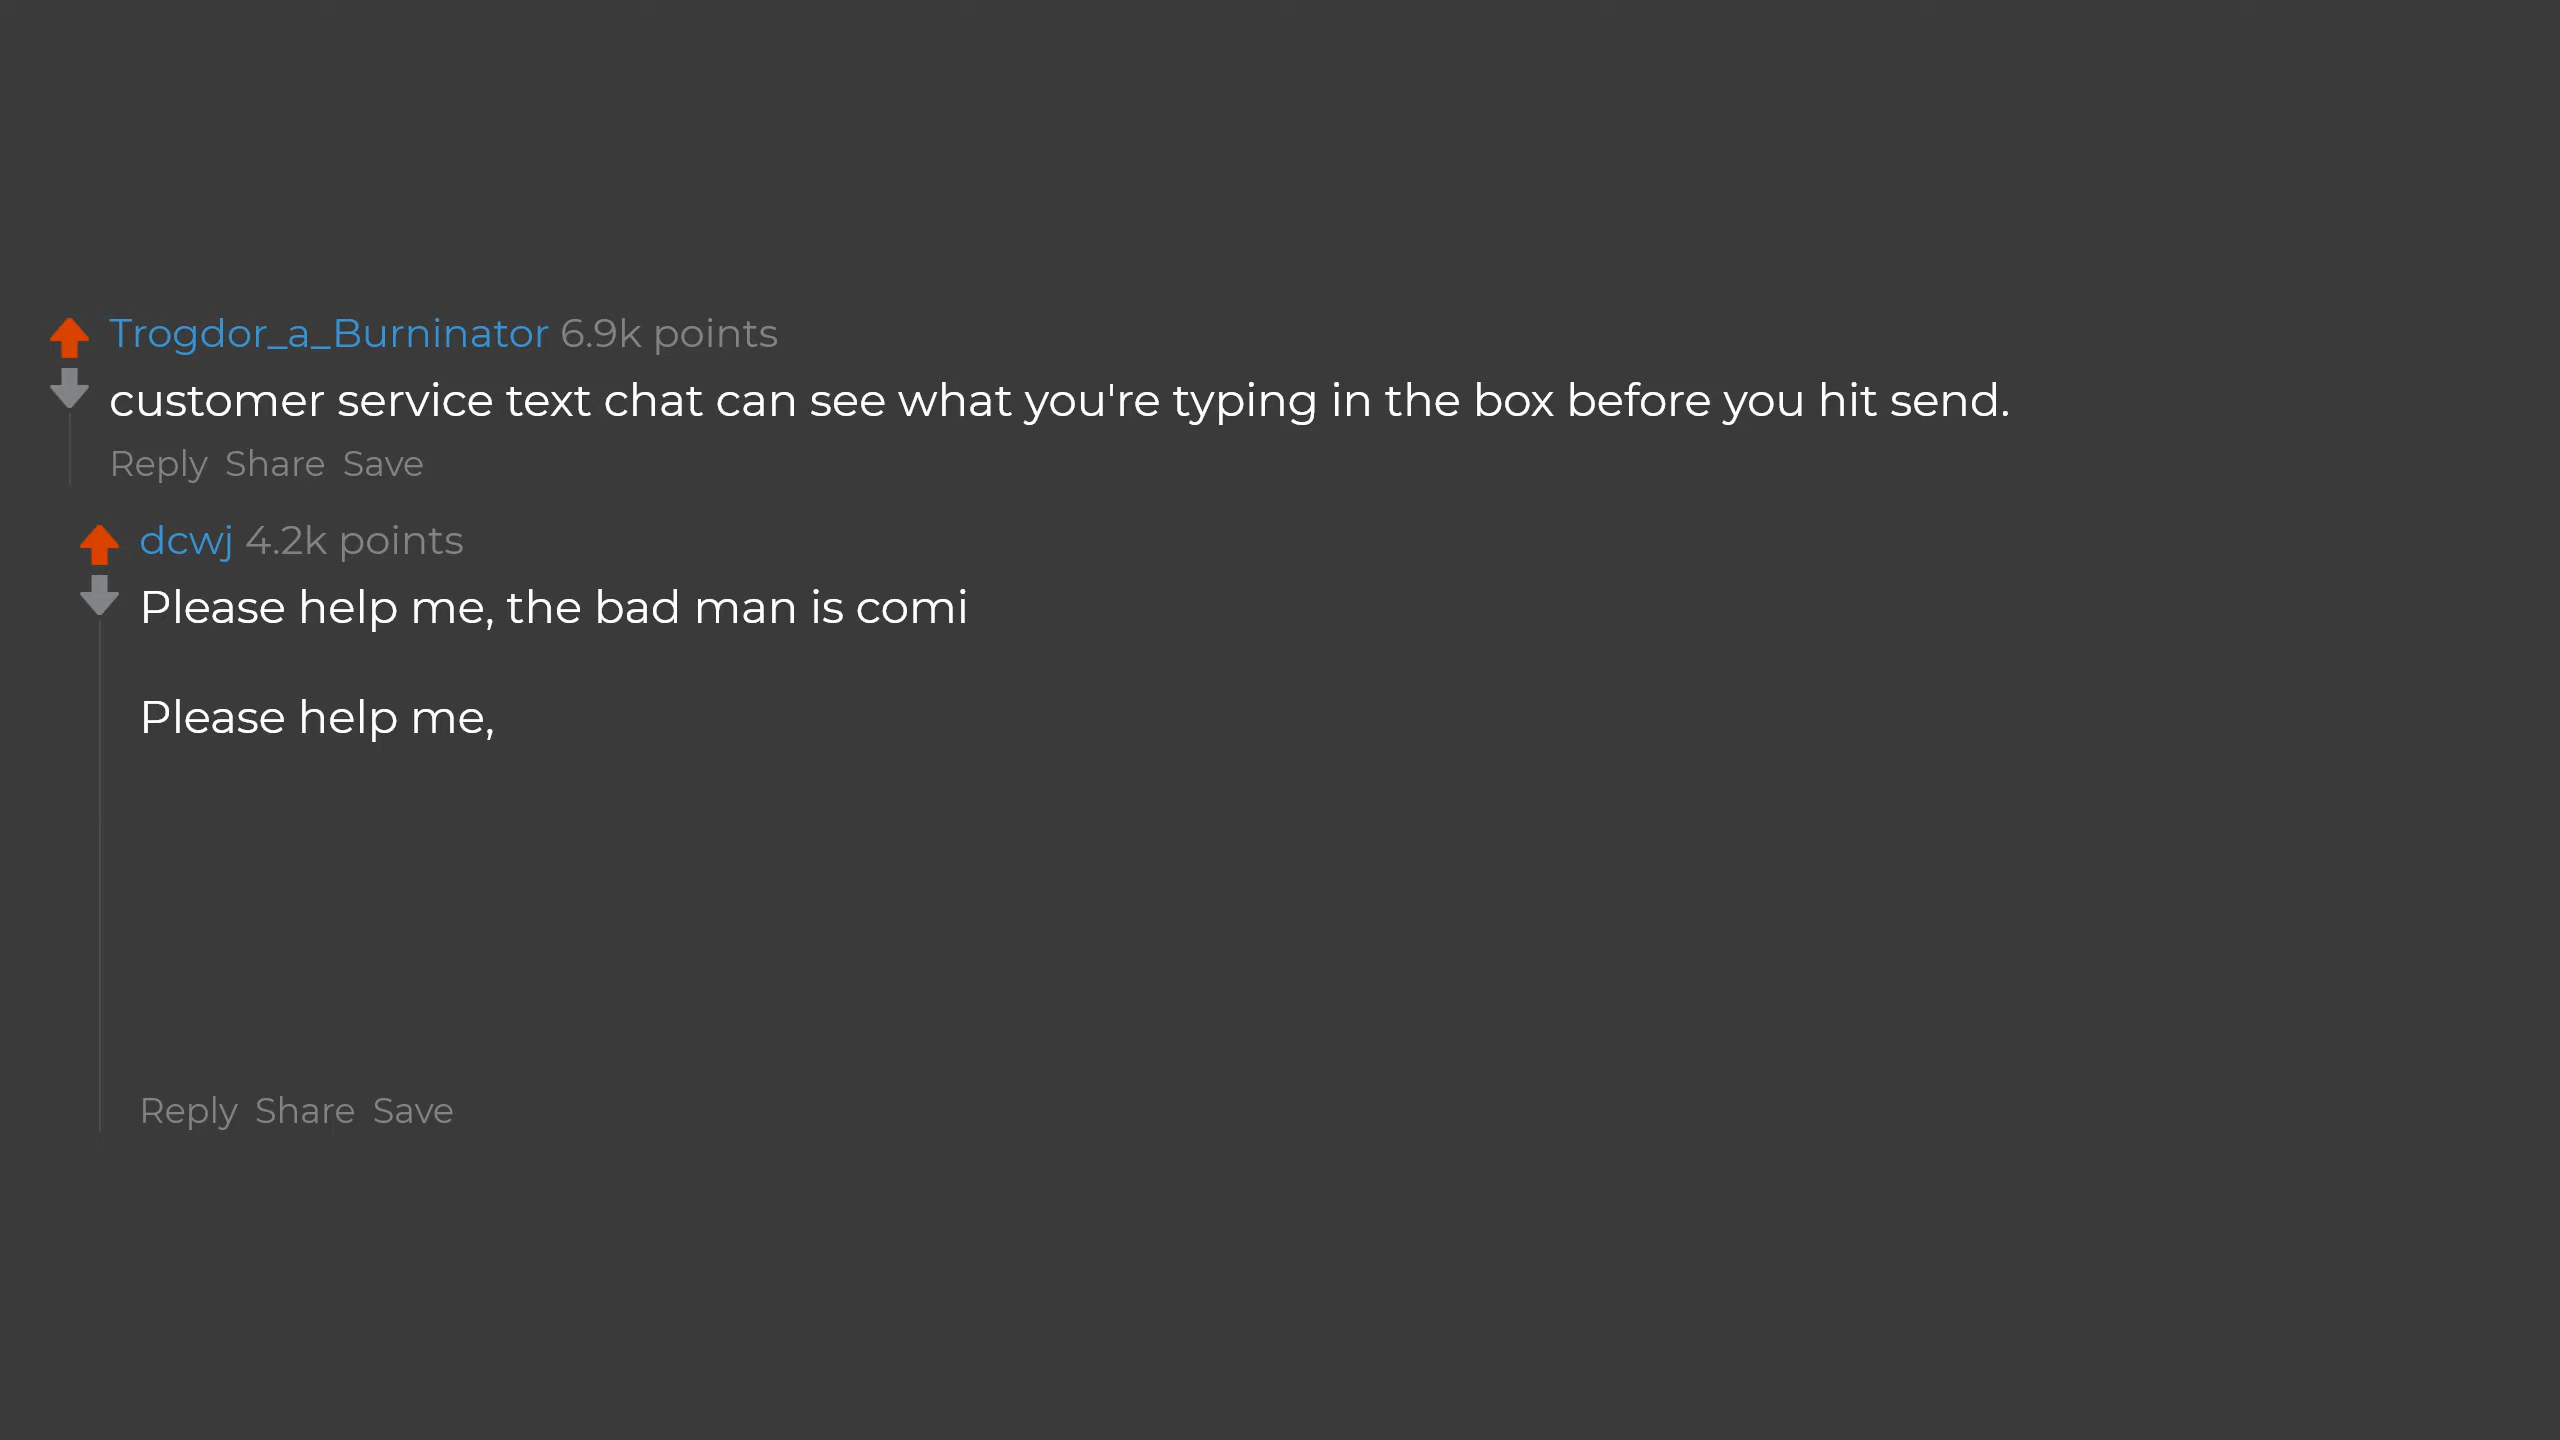 Trogdor_a_Burninator 6.9k points
customer service text chat can see what you're typing in the box before you hit send.
Reply Share Save
dcwj 4.2k points
Please help me, the bad man is comi
Please help me,
Reply Share Save